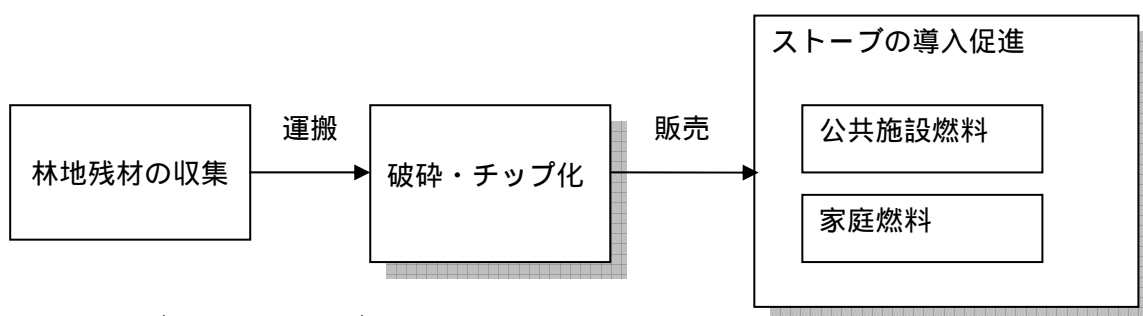 ストーブの導入促進
運搬
販売
公共施設燃料
林地残材の収集
破砕・チップ化
家庭燃料